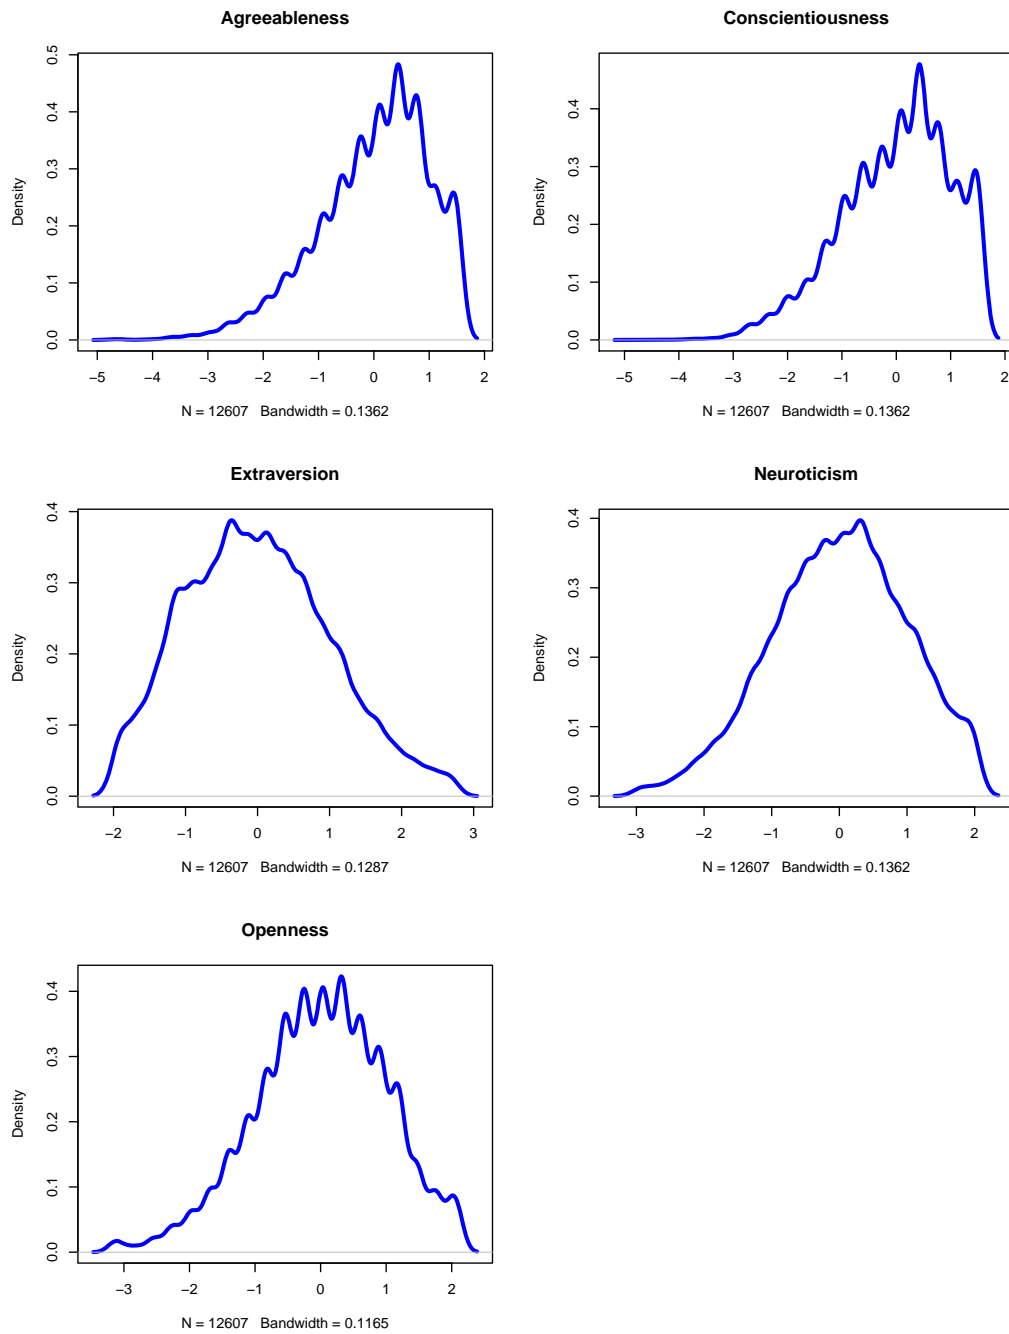 Agreeableness
Density
0.0 0.1 0.2 0.3 0.4 0.5
−5 −4 −3 −2 −1 0 1 2
N = 12607 Bandwidth = 0.1362
Conscientiousness
Density
0.0 0.1 0.2 0.3 0.4
−5 −4 −3 −2 −1 0 1 2
N = 12607 Bandwidth = 0.1362
Extraversion
Density
0.0 0.1 0.2 0.3 0.4
−2 −1 0 1 2 3
N = 12607 Bandwidth = 0.1287
Neuroticism
Density
0.0 0.1 0.2 0.3 0.4
−3 −2 −1 0 1 2
N = 12607 Bandwidth = 0.1362
Openness
Density
0.0 0.1 0.2 0.3 0.4
−3 −2 −1 0 1 2
N = 12607 Bandwidth = 0.1165